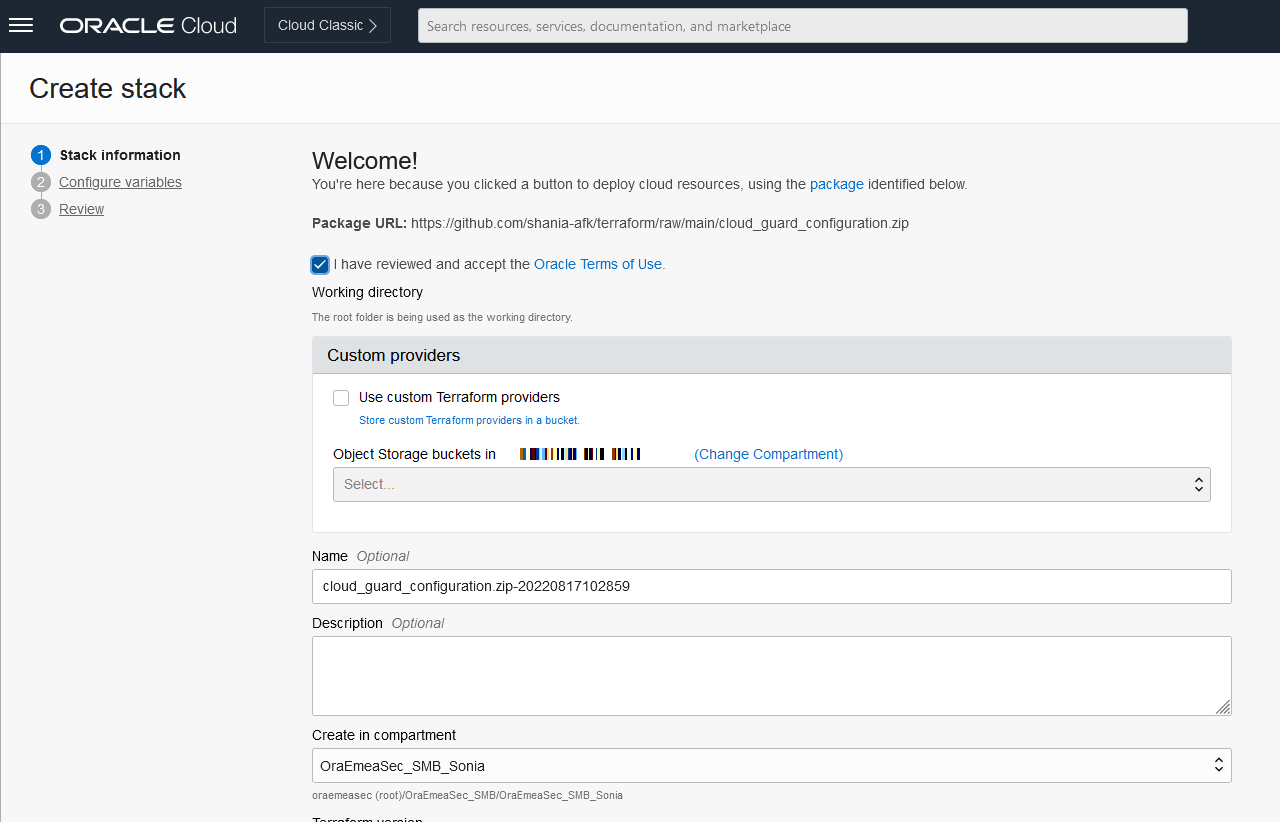 ORACLE Cloud
Cloud Classic
Search resources, services, documentation, and marketplace
Create stack
1 Stack information
2 Configure variables
3 Review
Welcome!
You're here because you clicked a button to deploy cloud resources, using the package identified below.
Package URL: https://github.com/shania-afk/terraform/raw/main/cloud_guard_configuration.zip
I have reviewed and accept the Oracle Terms of Use.
Working directory
The root folder is being used as the working directory.
Custom providers
Use custom Terraform providers
Store custom Terraform providers in a bucket.
Object Storage buckets in (Change Compartment)
Select...
Name Optional
cloud_guard_configuration.zip-20220817102859
Description Optional
Create in compartment
OraEmeaSec_SMB_Sonia
oraemeasec (root)/OraEmeaSec_SMB/OraEmeaSec_SMB_Sonia
Terraform version